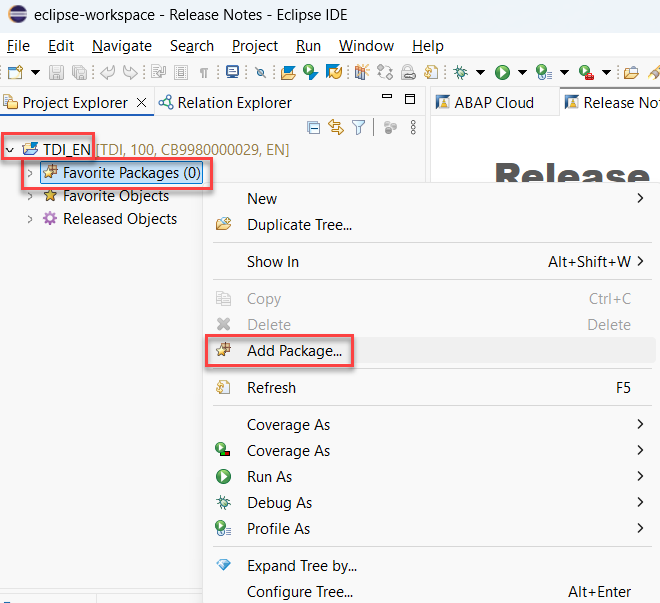 eclipse-workspace - Release Notes - Eclipse IDE
File Edit Navigate Search Project Run Window Help
Project Explorer Relation Explorer ABAP Cloud Release Note
TDI_EN [TDI, 100, CB9980000029, EN]
Favorite Packages (0)
Release
Favorite Objects
Released Objects
New
Duplicate Tree...
Show In Alt+Shift+W
Copy Ctrl+C
Delete Delete
Add Package...
Refresh F5
Coverage As
Coverage As
Run As
Debug As
Profile As
Expand Tree by...
Configure Tree... Alt+Enter